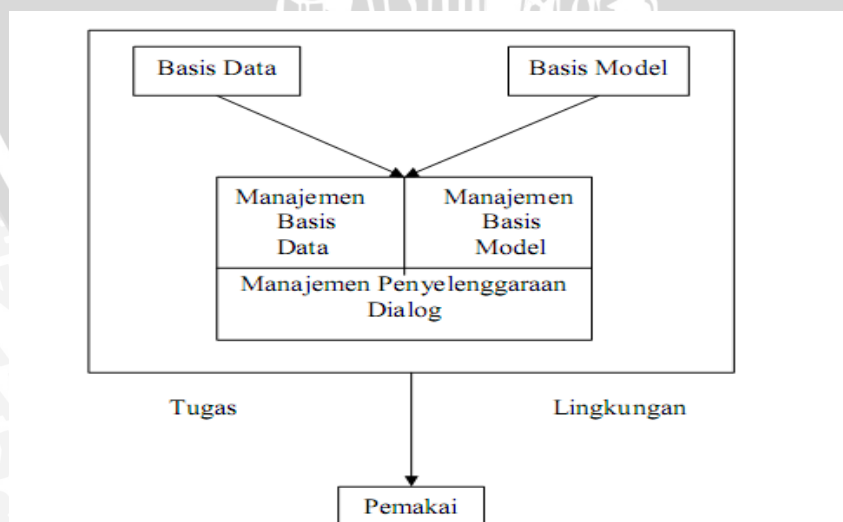 Basis Data
Basis Model
Manajemen
Basis
Data
Manajemen
Basis
Model
Manajemen Penyelenggaraan
Dialog
Tugas
Lingkungan
Pemakai